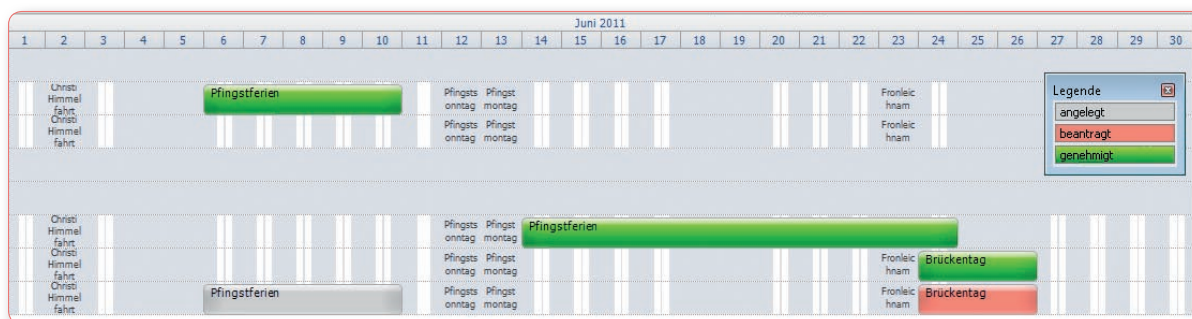 Juni 2011
1 2 3 4 5 6 7 8 9 10 11 12 13 14 15 16 17 18 19 20 21 22 23 24 25 26 27 28 29 30
Christi
Himmel
fahrt
Pfingstferien
Pfingsts
onntag
Pfingst
montag
Fronleic
hnam
Christi
Himmel
fahrt
Pfingsts
onntag
Pfingst
montag
Fronleic
hnam
Legende
angelegt
beantragt
genehmigt
Christi
Himmel
fahrt
Pfingsts
onntag
Pfingst
montag
Pfingstferien
Christi
Himmel
fahrt
Pfingsts
onntag
Pfingst
montag
Fronleic
hnam
Brückentag
Christi
Himmel
fahrt
Pfingstferien
Pfingsts
onntag
Pfingst
montag
Fronleic
hnam
Brückentag